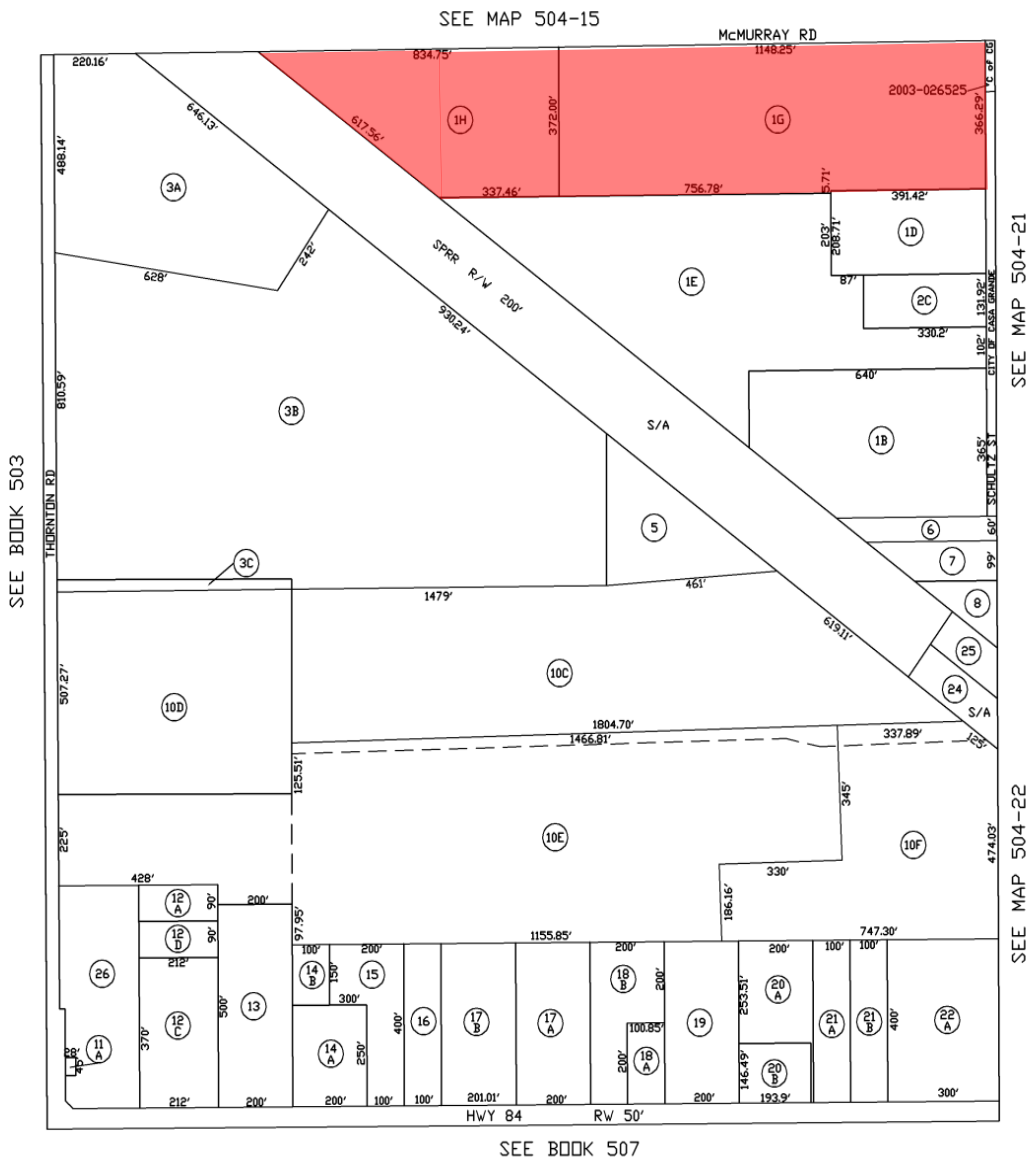 SEE MAP 504-15
McMURRAY RD
220.16'
834.75'
1148.25'
'C of CG
2003-026525
646.13'
617.56'
1H
372.00'
1G
366.29'
488.14'
3A
337.46'
756.78'
5.71'
391.42'
242'
203'
208.71'
1D
SEE MAP 504-21
628'
SPRR R/W 200'
1E
87'
2C
131.92'
CITY OF CASA GRANDE
930.24'
330.2'
102'
810.59'
640'
3B
S/A
1B
365'
SCHULTZ ST
SEE BOOK 503
THORNTON RD
5
6
60'
3C
7
99'
1479'
461'
8
619.11'
25
507.27'
10D
10C
24
S/A
1804.70'
1466.81'
337.89'
125'
125.51'
345'
225'
10E
10F
474.03'
SEE MAP 504-22
330'
428'
12 A
90'
200'
186.16'
97.95'
12 D
90'
1155.85'
747.30'
212'
100'
200'
200'
200'
100'
100'
26
14 B
150'
15
18 B
200'
20 A
253.51'
500'
13
300'
12 C
370'
400'
16
17 B
17 A
19
21 A
21 B
400'
22 A
100.85'
11 A
28'
45'
14 A
250'
200'
18 A
146.49'
20 B
212'
200'
200'
100'
100'
201.01'
200'
200'
193.9'
300'
HWY 84 RW 50'
SEE BOOK 507